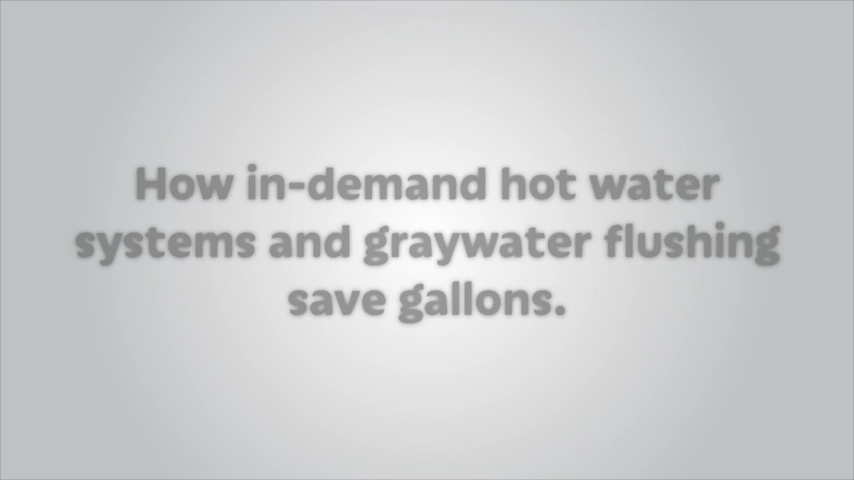 How in-demand hot water
systems and graywater flushing
save gallons.